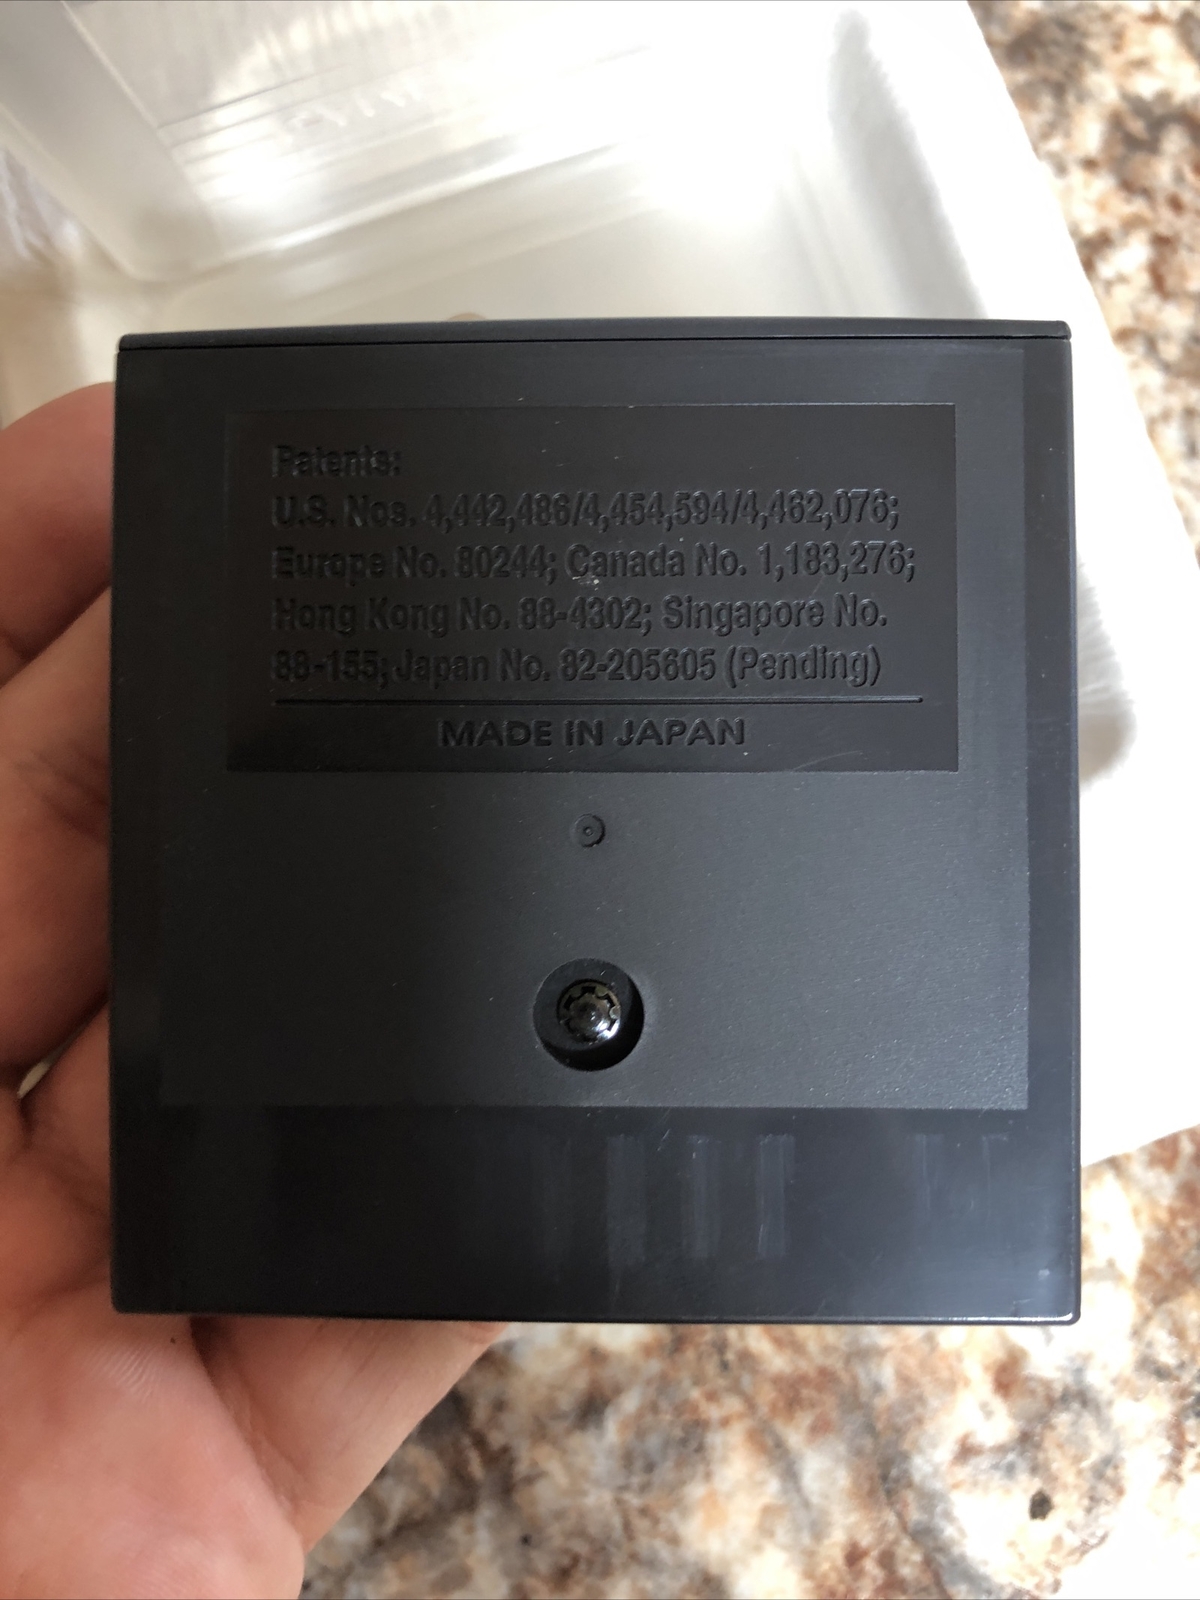 Patents:
U.S. Nos. 4,442,486/4,454,594/4,462,076;
Europe No. 80244; Canada No. 1,183,276;
Hong Kong No. 88-4302; Singapore No.
88-155; Japan No. 82-205605 (Pending)
MADE IN JAPAN